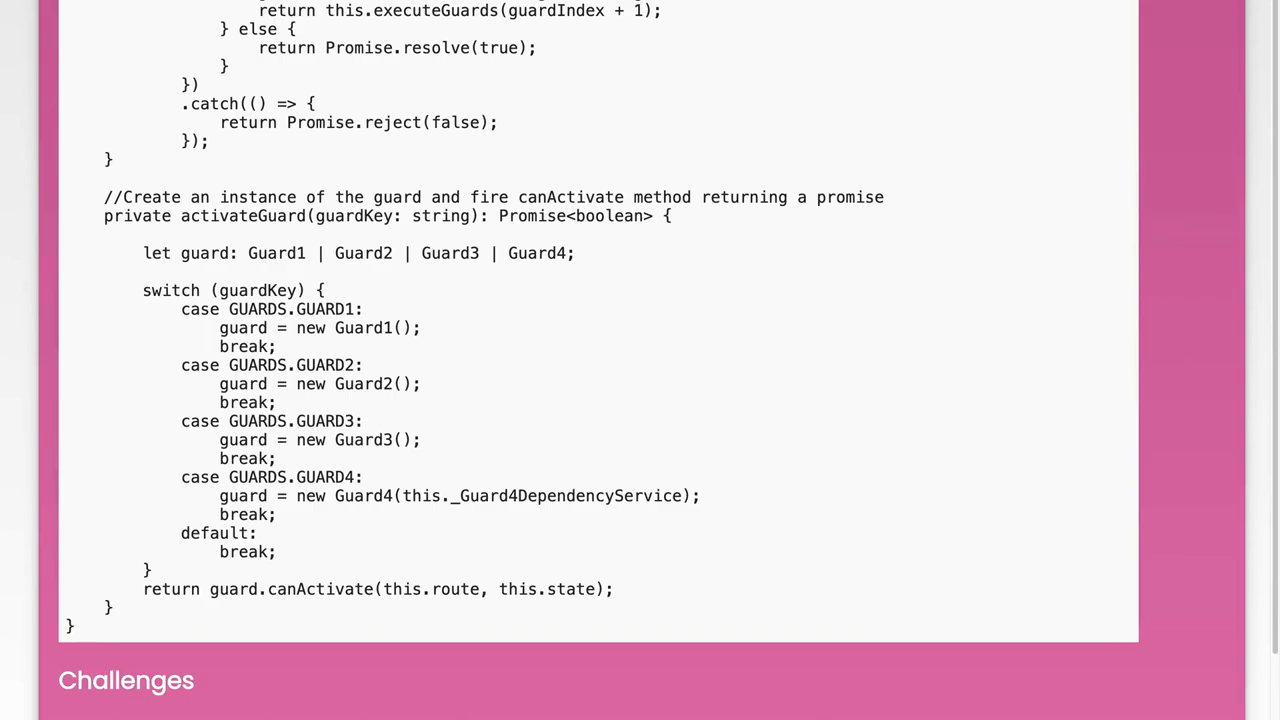 return this.executeGuards(guardIndex + 1);
} else {
return Promise.resolve(true);
}
})
.catch(() => {
return Promise.reject(false);
});
}
//Create an instance of the guard and fire canActivate method returning a promise
private activateGuard(guardKey: string): Promise<boolean> {
let guard: Guard1 | Guard2 | Guard3 | Guard4;
switch (guardKey) {
case GUARDS.GUARD1:
guard = new Guard1();
break;
case GUARDS.GUARD2:
guard = new Guard2();
break;
case GUARDS.GUARD3:
guard = new Guard3();
break;
case GUARDS.GUARD4:
guard = new Guard4(this._Guard4DependencyService);
break;
default:
break;
}
return guard.canActivate(this.route, this.state);
}
}
Challenges